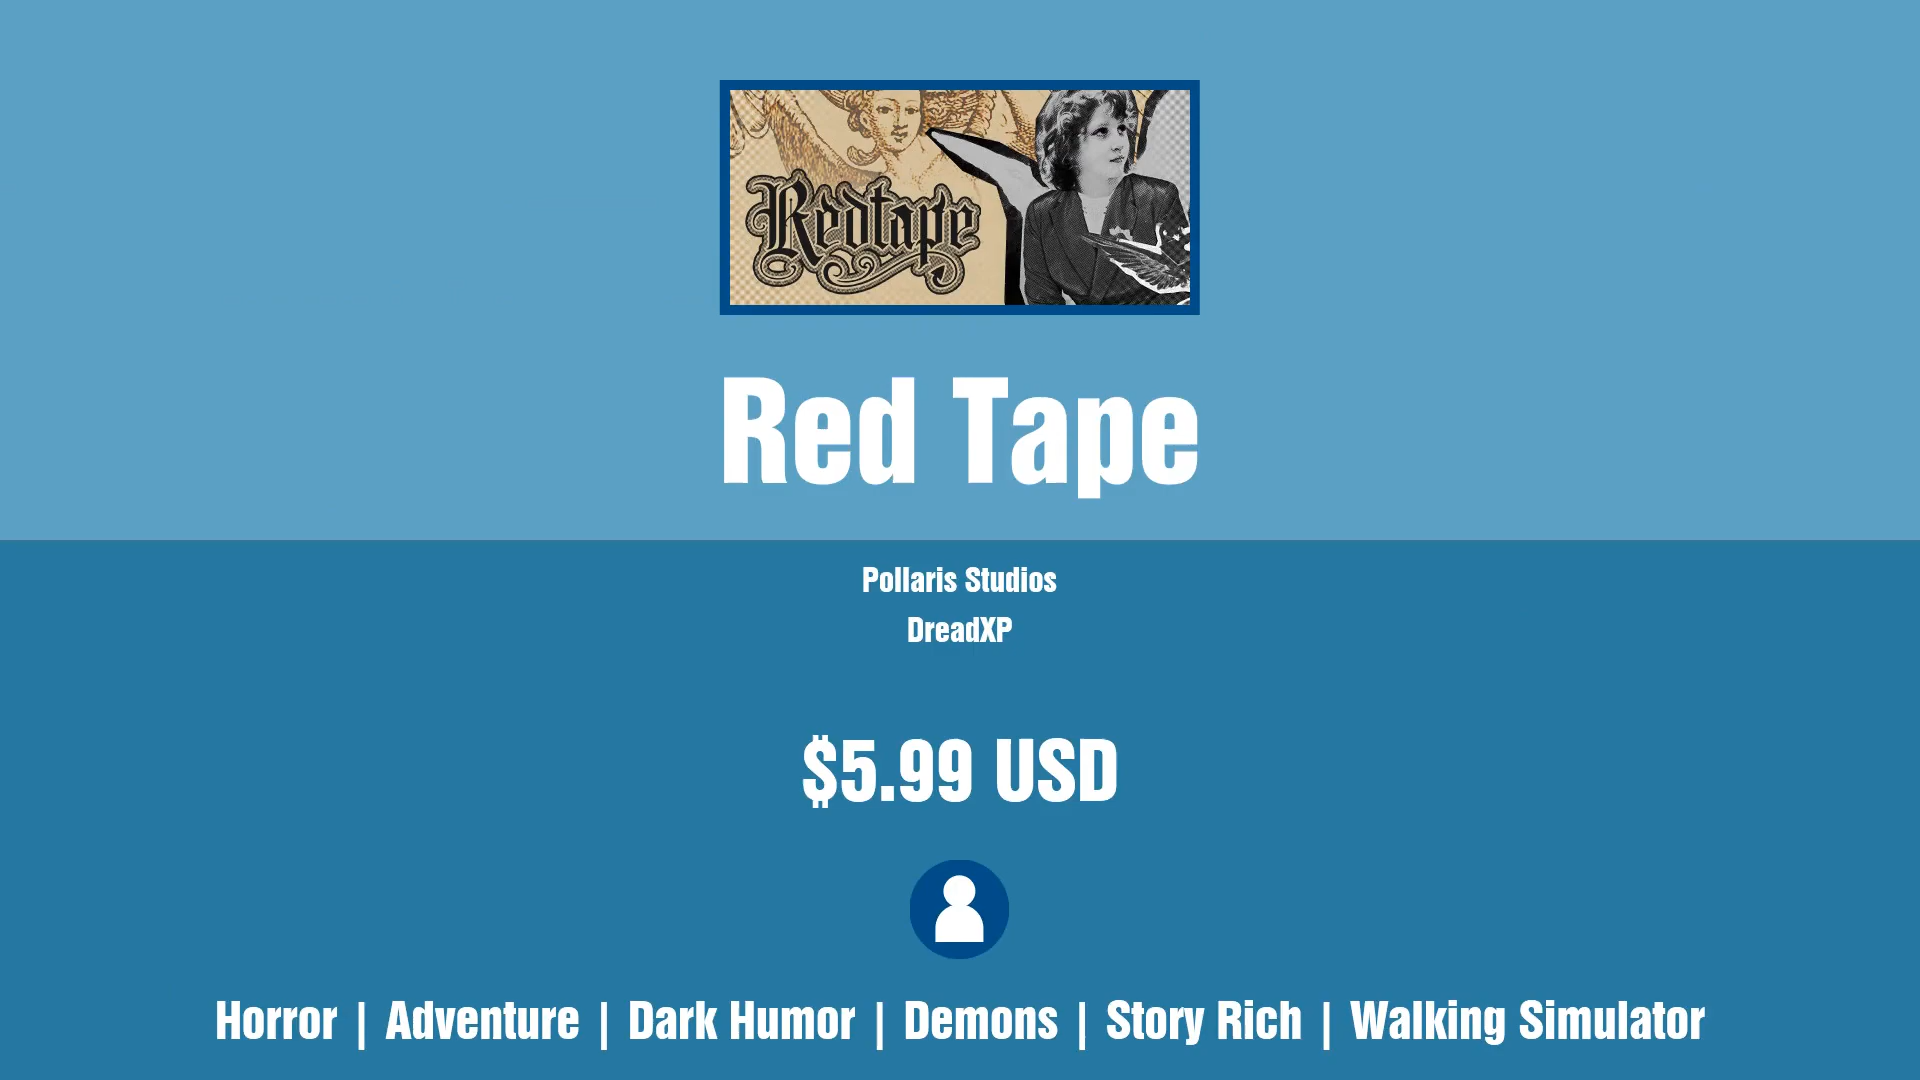 Redtape
Red Tape
Pollaris Studios
DreadXP
$5.99 USD
Horror | Adventure | Dark Humor | Demons | Story Rich | Walking Simulator